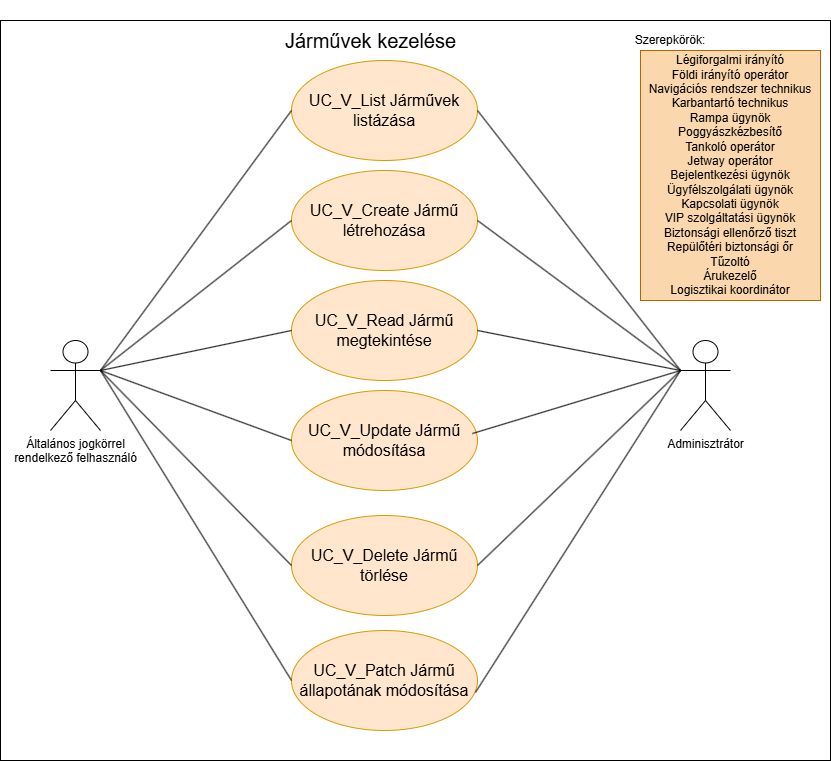 Járművek kezelése
Szerepkörök:
Légiforgalmi irányító
Földi irányító operátor
Navigációs rendszer technikus
Karbantartó technikus
Rampa ügynök
Poggyászkézbesítő
Tankoló operátor
Jetway operátor
Bejelentkezési ügynök
Ügyfélszolgálati ügynök
Kapcsolati ügynök
VIP szolgáltatási ügynök
Biztonsági ellenőrző tiszt
Repülőtéri biztonsági őr
Tűzoltó
Árukezelő
Logisztikai koordinátor
UC_V_List Járművek
listázása
UC_V_Create Jármű
létrehozása
UC_V_Read Jármű
megtekintése
UC_V_Update Jármű
módosítása
UC_V_Delete Jármű
törlése
UC_V_Patch Jármű
állapotának módosítása
Általános jogkörrel
rendelkező felhasználó
Adminisztrátor